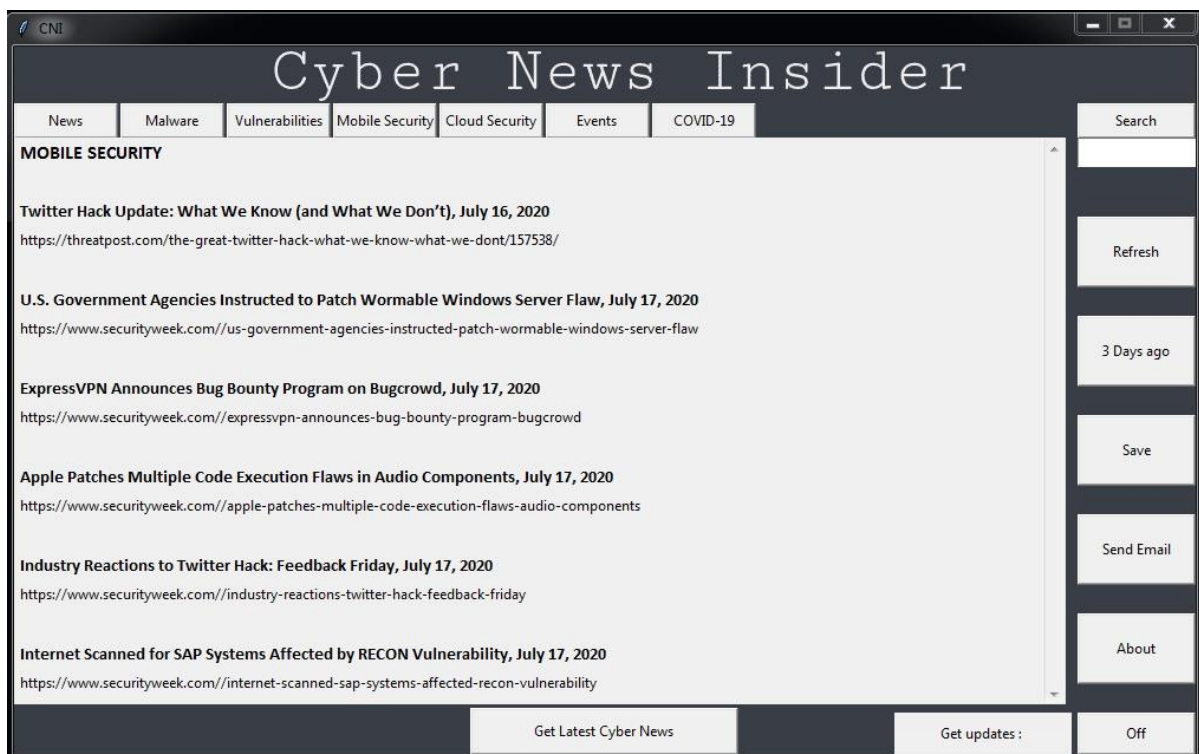 CNI
Cyber News Insider
News Malware Vulnerabilities Mobile Security Cloud Security Events COVID-19 Search
MOBILE SECURITY
Twitter Hack Update: What We Know (and What We Don’t), July 16, 2020
https://threatpost.com/the-great-twitter-hack-what-we-know-what-we-dont/157538/
Refresh
U.S. Government Agencies Instructed to Patch Wormable Windows Server Flaw, July 17, 2020
https://www.securityweek.com//us-government-agencies-instructed-patch-wormable-windows-server-flaw
3 Days ago
ExpressVPN Announces Bug Bounty Program on Bugcrowd, July 17, 2020
https://www.securityweek.com//expressvpn-announces-bug-bounty-program-bugcrowd
Save
Apple Patches Multiple Code Execution Flaws in Audio Components, July 17, 2020
https://www.securityweek.com//apple-patches-multiple-code-execution-flaws-audio-components
Send Email
Industry Reactions to Twitter Hack: Feedback Friday, July 17, 2020
https://www.securityweek.com//industry-reactions-twitter-hack-feedback-friday
About
Internet Scanned for SAP Systems Affected by RECON Vulnerability, July 17, 2020
https://www.securityweek.com//internet-scanned-sap-systems-affected-recon-vulnerability
Get Latest Cyber News Get updates : Off